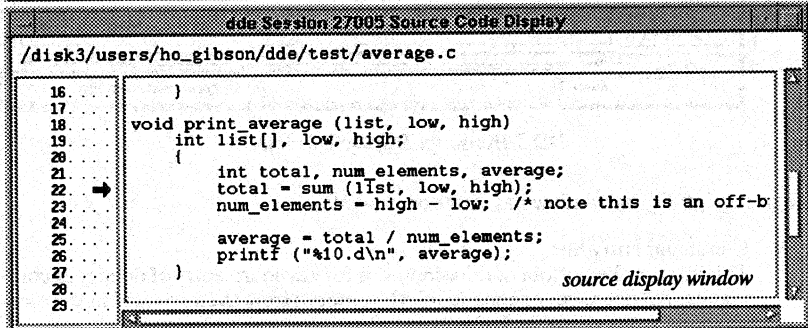 dde Session 27005 Source Code Display
/disk3/users/ho_gibson/dde/test/average.c
16. }
17.
18. void print_average (list, low, high)
19. int list[], low, high;
20. {
21. int total, num_elements, average;
22. total = sum (list, low, high);
23. num_elements = high - low; /* note this is an off-b
24.
25. average = total / num_elements;
26. printf ("%10.d\n", average);
27. }
28.
29.
source display window